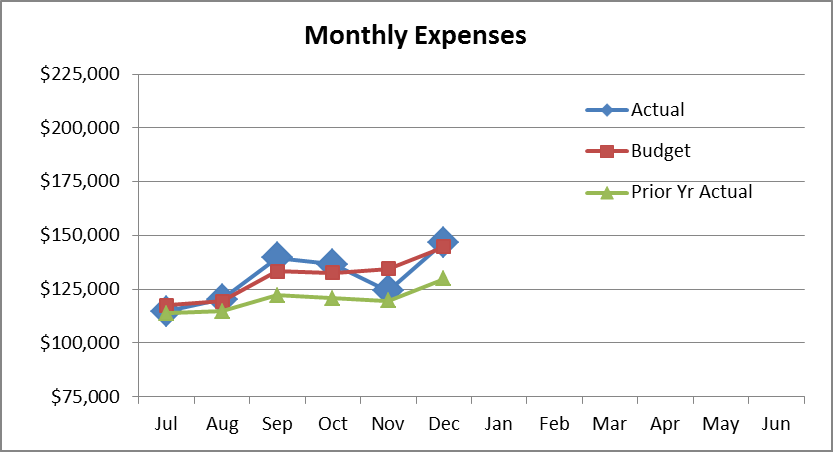 Monthly Expenses
$225,000
$200,000
$175,000
$150,000
$125,000
$100,000
$75,000
Actual
Budget
Prior Yr Actual
Jul Aug Sep Oct Nov Dec Jan Feb Mar Apr May Jun